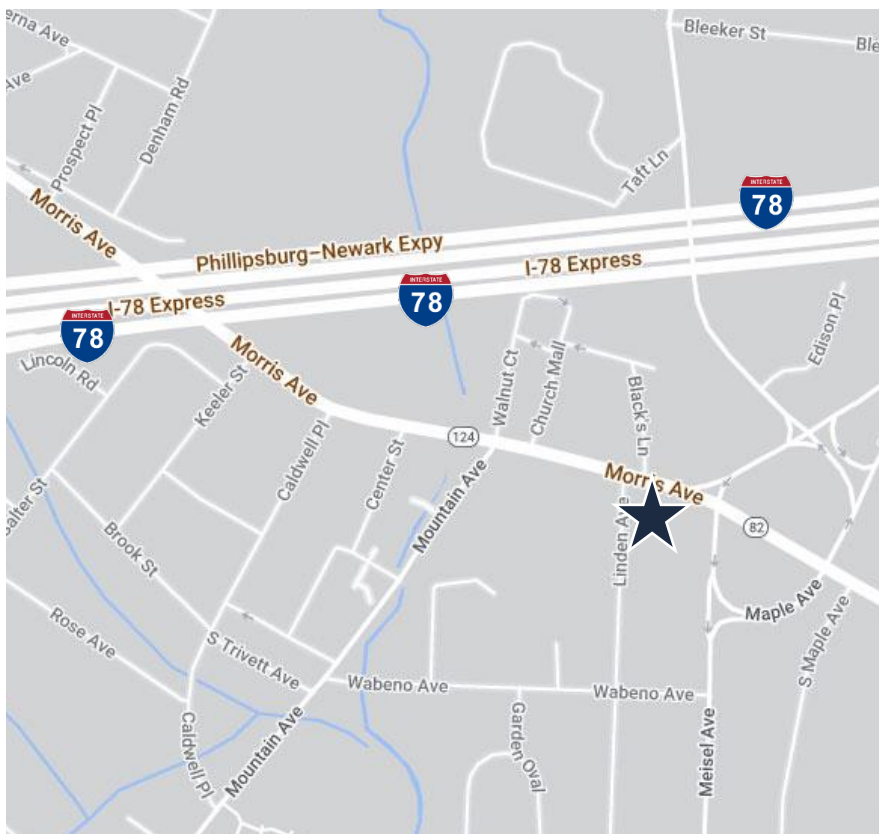 erna Ave
Bleeker St
Ble
Ave
Prospect Pl
Denham Rd
Taft Ln
INTERSTATE
78
Morris Ave
Phillipsburg–Newark Expy
I-78 Express
INTERSTATE
78
I-78 Express
INTERSTATE
78
Edison Pl
Lincoln Rd
Morris Ave
Keeler St
Walnut Ct
Church Mall
Black's Ln
124
Caldwell Pl
Center St
Mountain Ave
Morris Ave
82
Salter St
Brook St
Linden Ave
Maple Ave
S Maple Ave
Rose Ave
S Trivett Ave
Wabeno Ave
Wabeno Ave
Caldwell Pl
Mountain Ave
Garden Oval
Meisel Ave